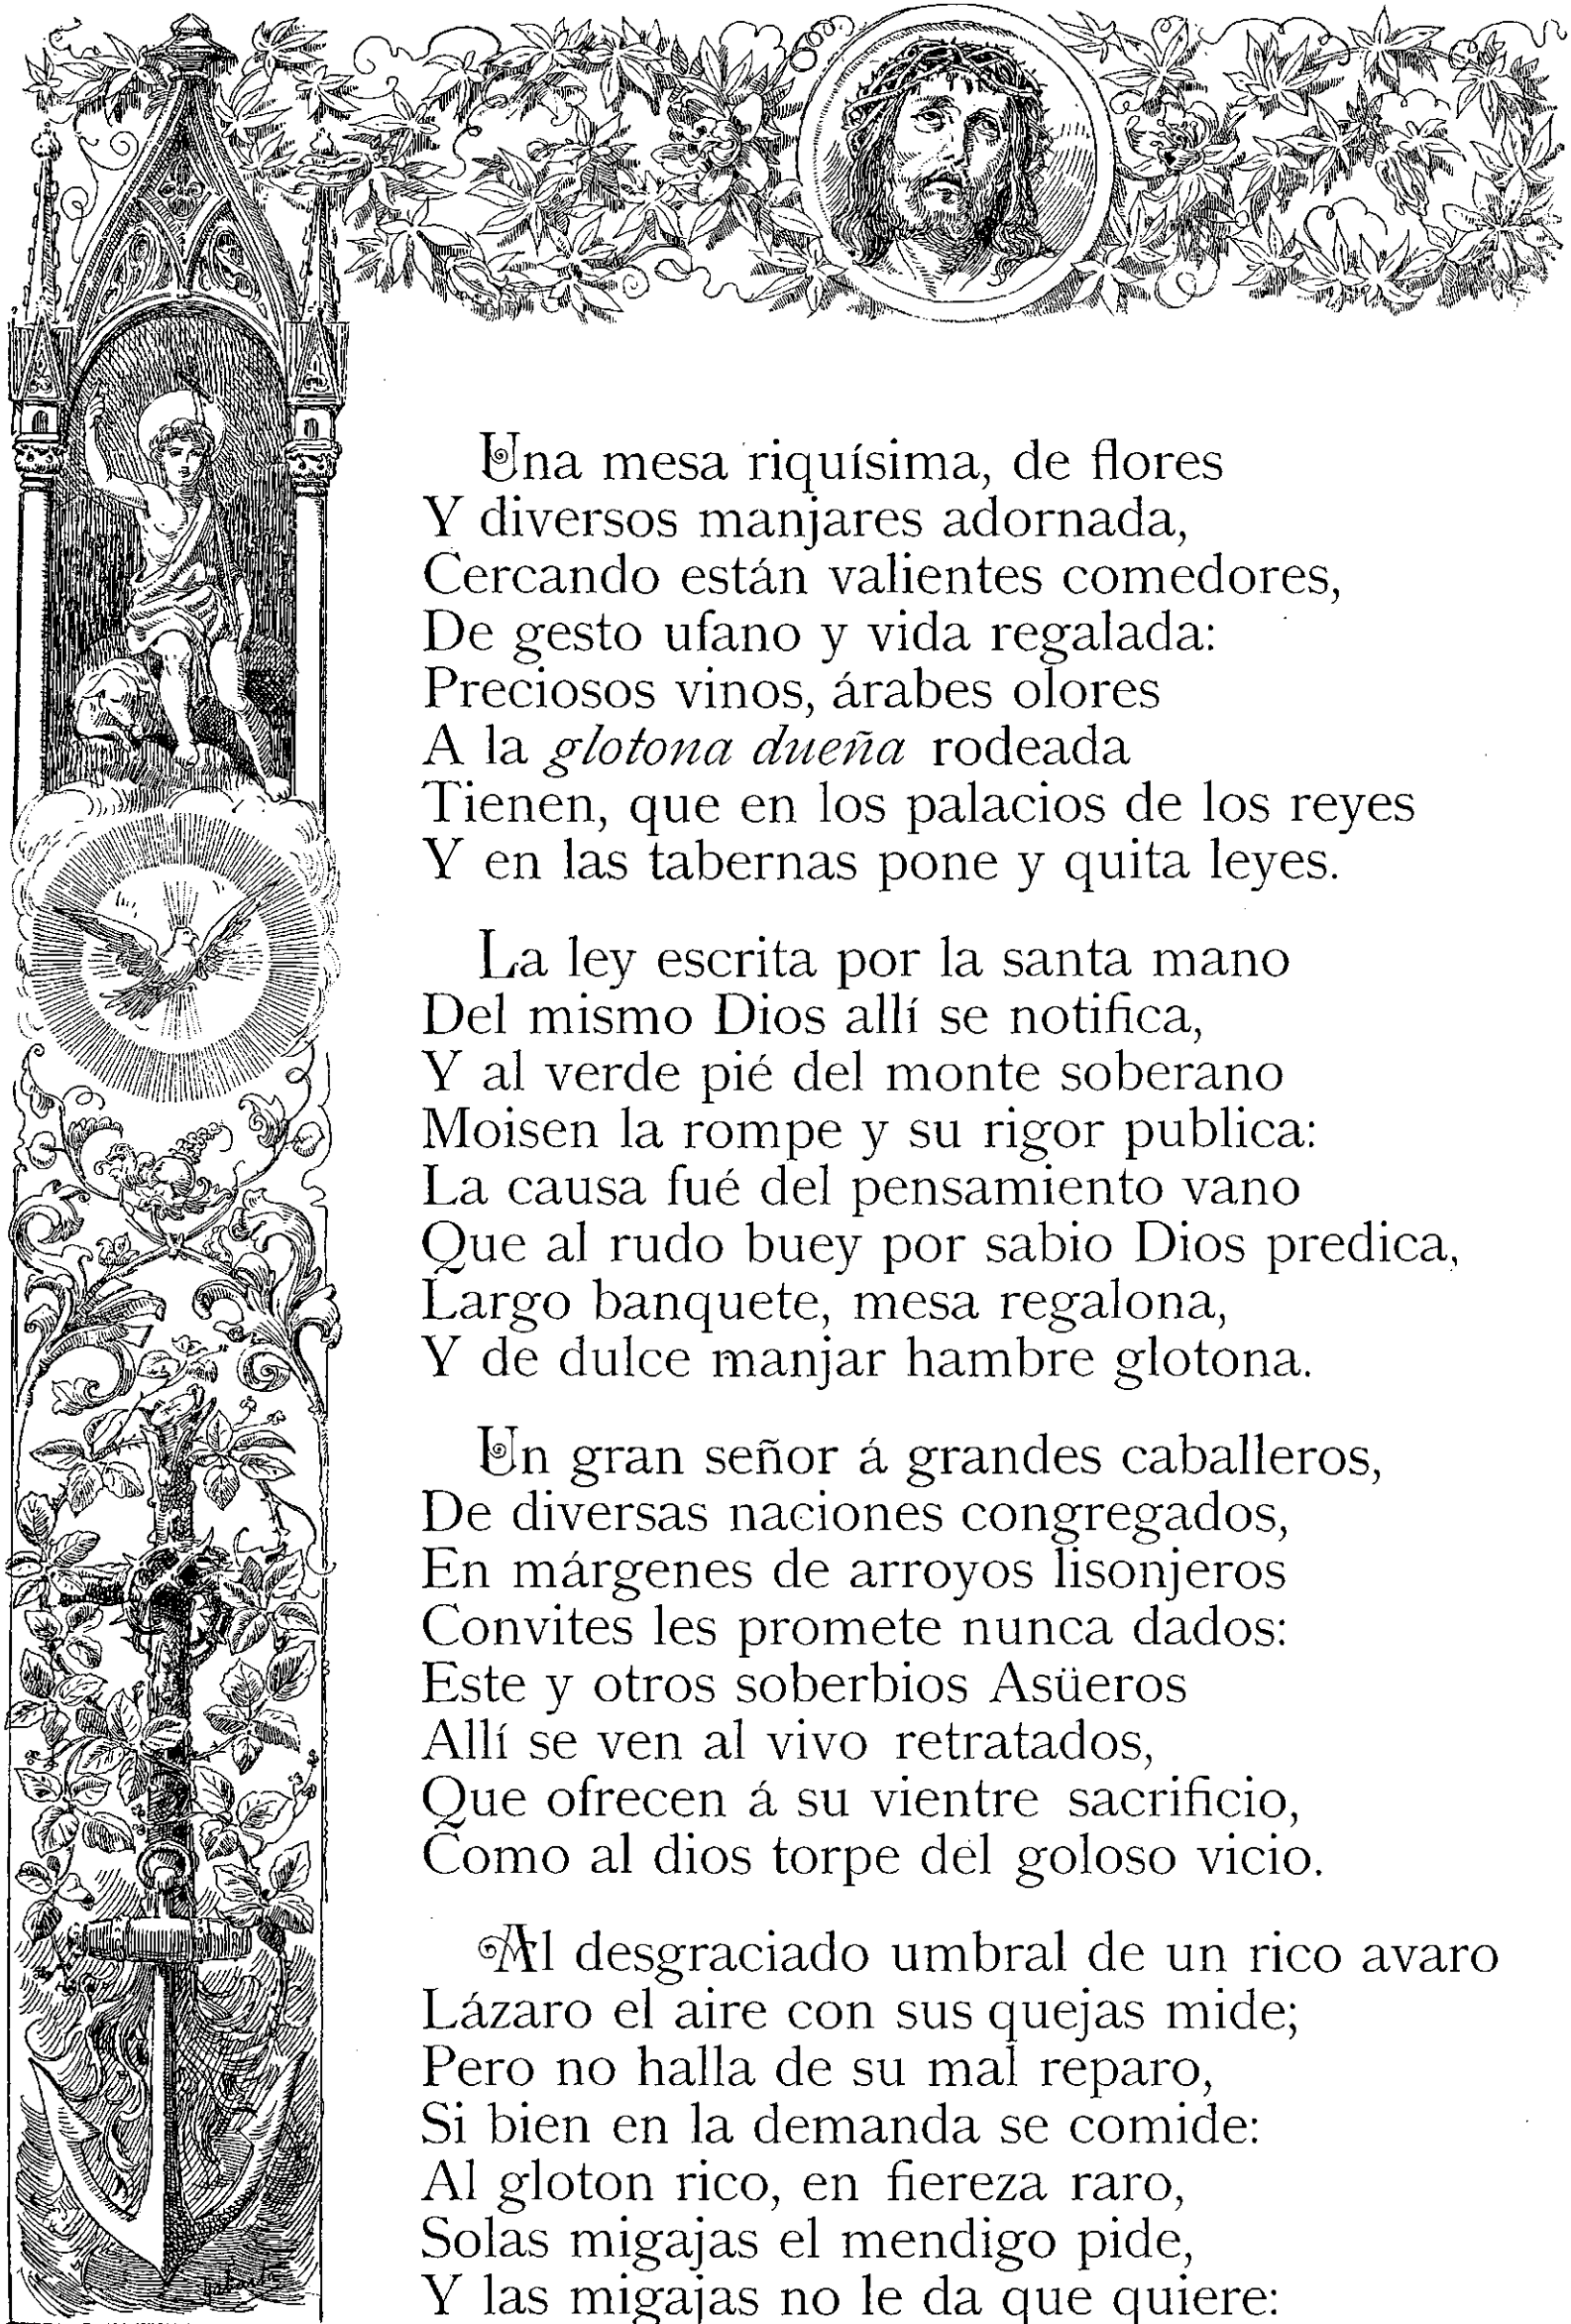 Una mesa riquísima, de flores
Y diversos manjares adornada,
Cercando están valientes comedores,
De gesto ufano y vida regalada:
Preciosos vinos, árabes olores
A la glotona dueña rodeada
Tienen, que en los palacios de los reyes
Y en las tabernas pone y quita leyes.
La ley escrita por la santa mano
Del mismo Dios allí se notifica,
Y al verde pié del monte soberano
Moisen la rompe y su rigor publica:
La causa fué del pensamiento vano
Que al rudo buey por sabio Dios predica,
Largo banquete, mesa regalona,
Y de dulce manjar hambre glotona.
Un gran señor á grandes caballeros,
De diversas naciones congregados,
En márgenes de arroyos lisonjeros
Convites les promete nunca dados:
Este y otros soberbios Asüeros
Allí se ven al vivo retratados,
Que ofrecen á su vientre sacrificio,
Como al dios torpe del goloso vicio.
Al desgraciado umbral de un rico avaro
Lázaro el aire con sus quejas mide;
Pero no halla de su mal reparo,
Si bien en la demanda se comide:
Al gloton rico, en fiereza raro,
Solas migajas el mendigo pide,
Y las migajas no le da que quiere: